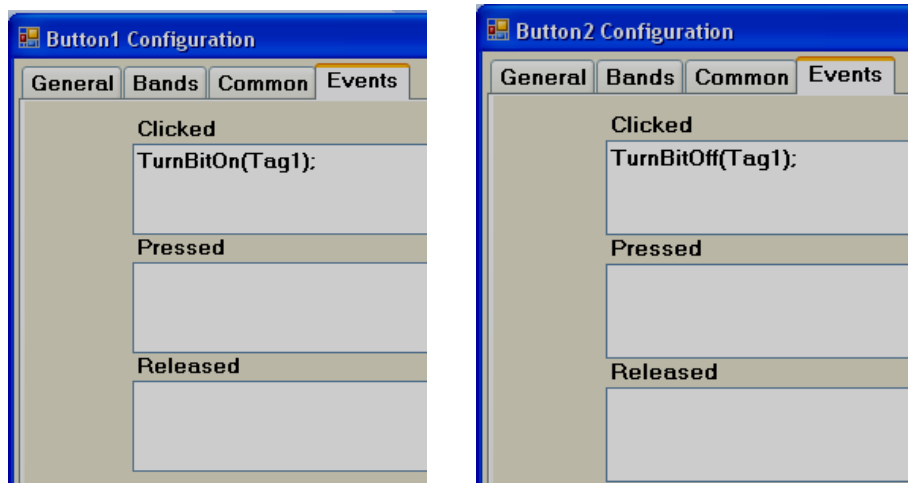 Button1 Configuration
General Bands Common Events
Clicked
TurnBitOn(Tag1);
Pressed
Released
Button2 Configuration
General Bands Common Events
Clicked
TurnBitOff(Tag1);
Pressed
Released